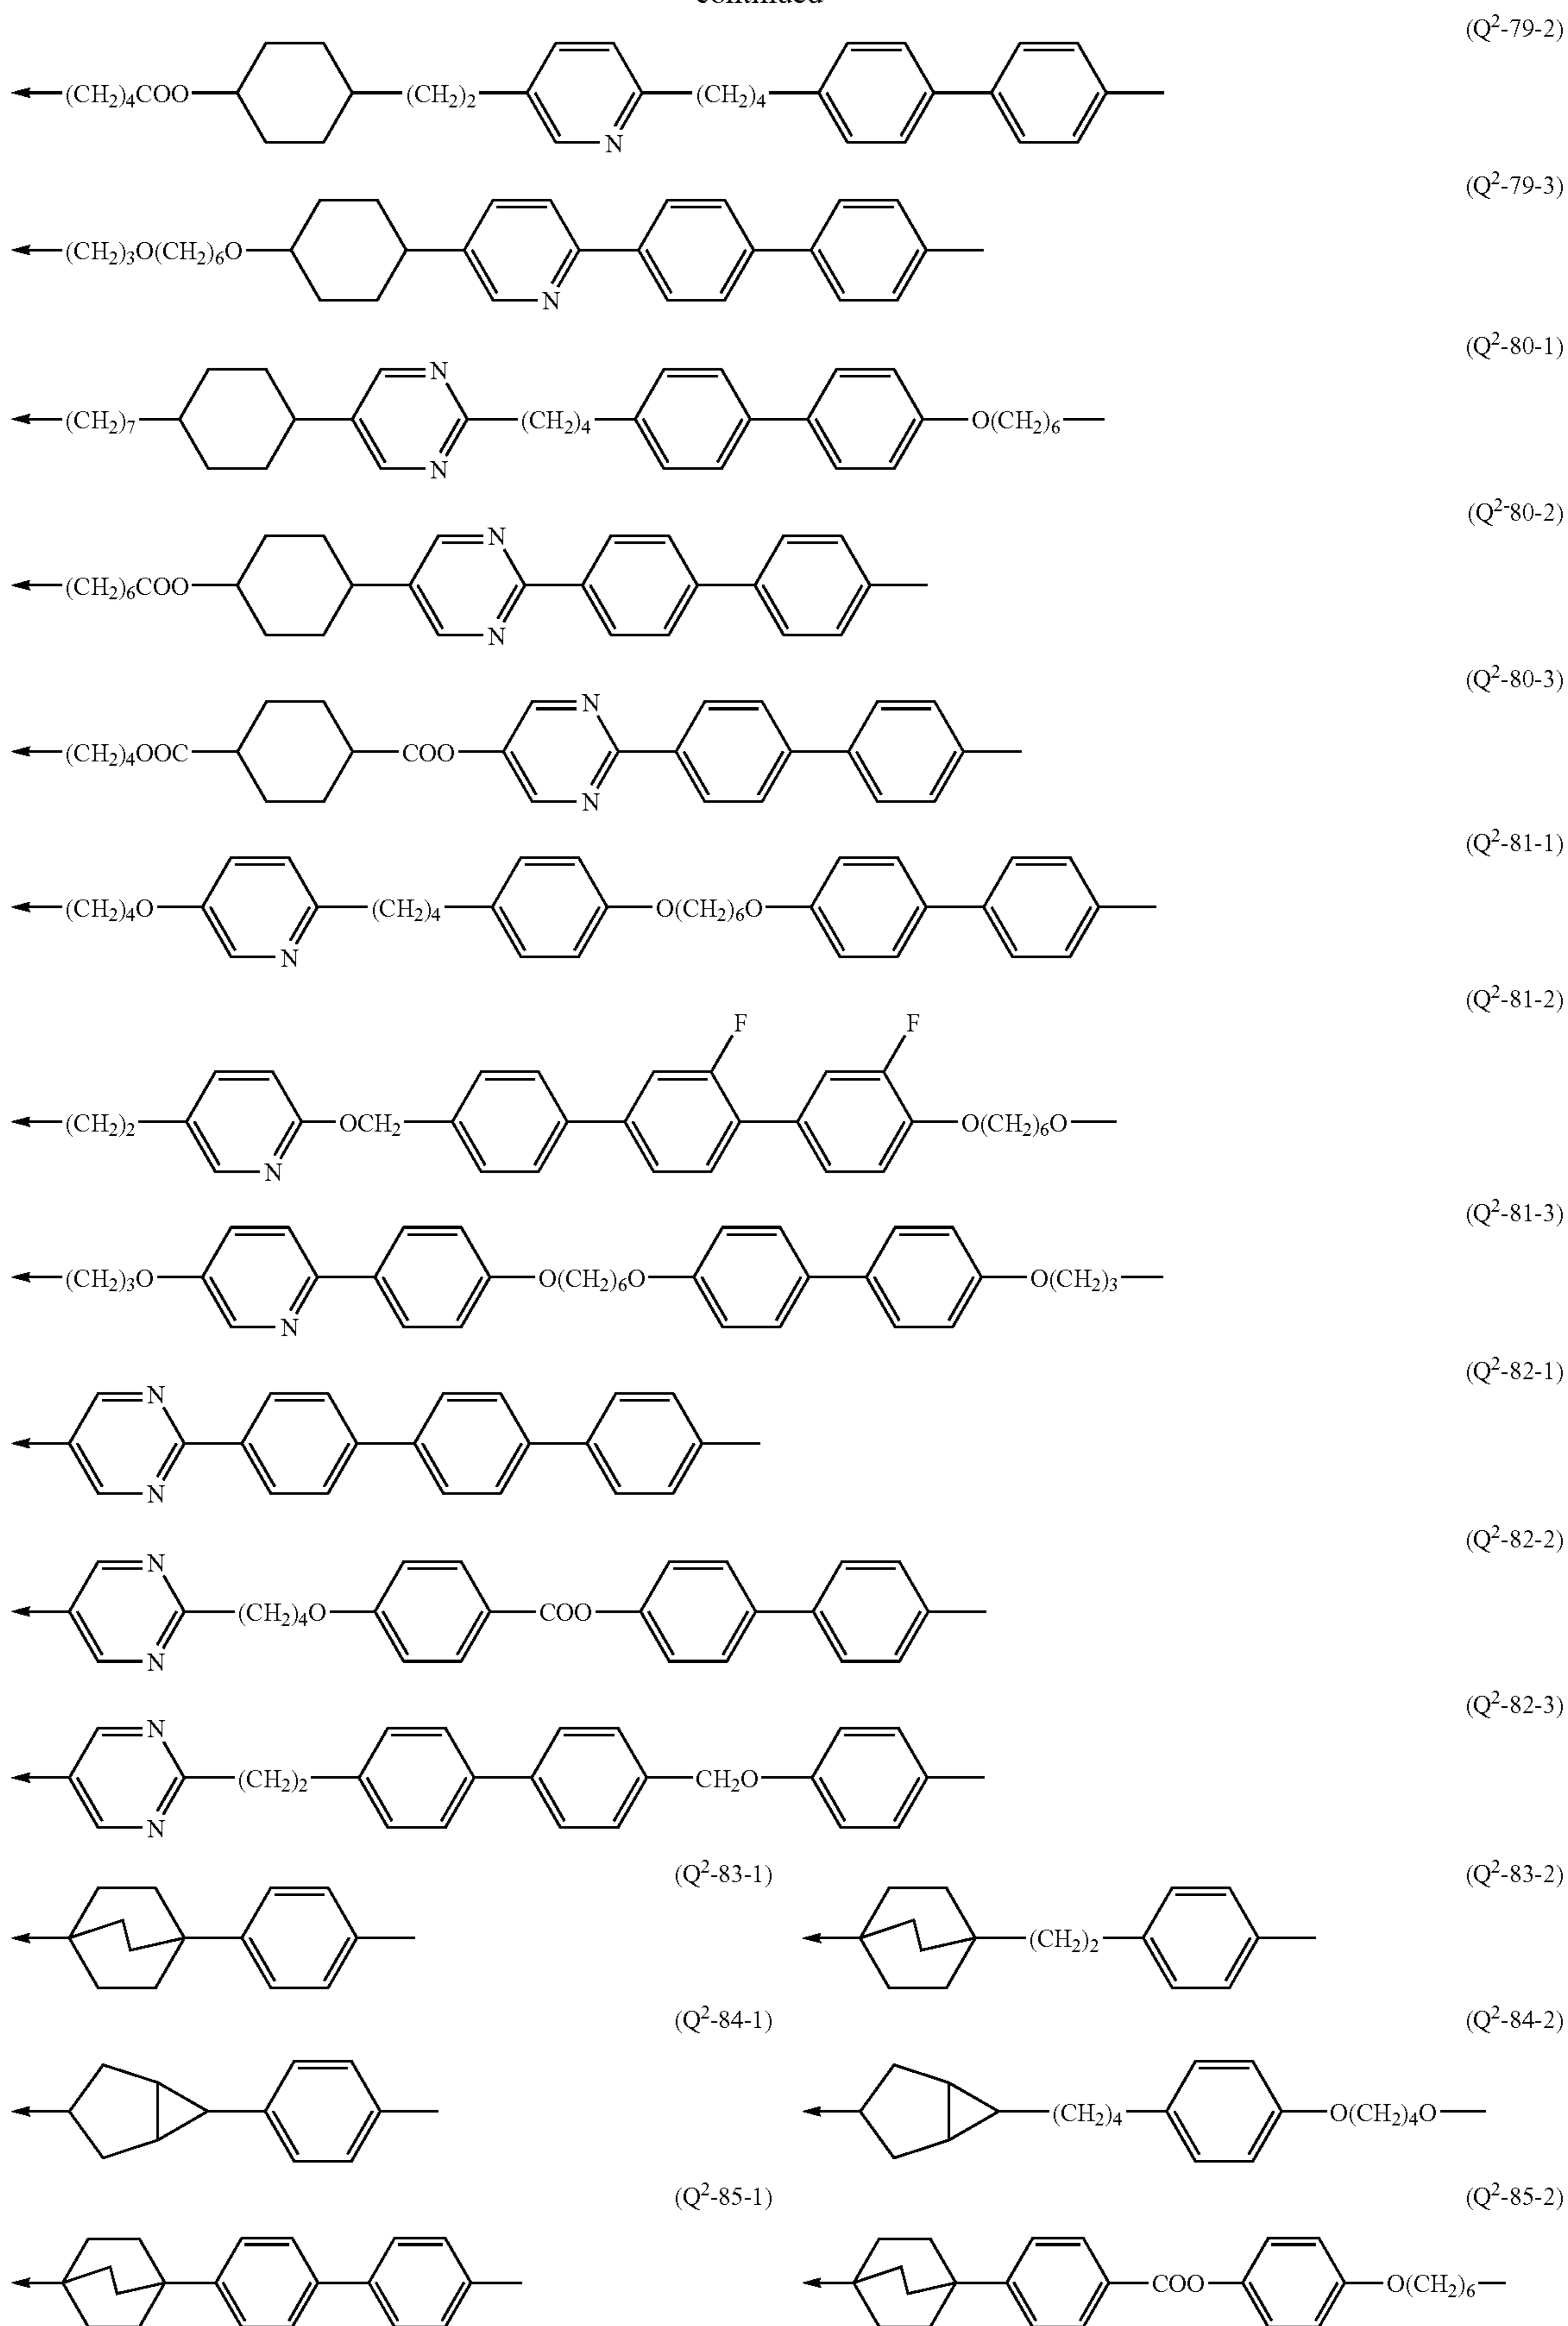 continued
(Q²-79-2)
(CH₂)₄COO (CH₂)₂ (CH₂)₄
N
(Q²-79-3)
(CH₂)₃O(CH₂)₆O
N
(Q²-80-1)
N
(CH₂)₇ (CH₂)₄ O(CH₂)₆
N
(Q²-80-2)
N
(CH₂)₆COO
N
(Q²-80-3)
N
(CH₂)₄OOC COO
N
(Q²-81-1)
(CH₂)₄O (CH₂)₄ O(CH₂)₆O
N
(Q²-81-2)
F F
(CH₂)₂ OCH₂ O(CH₂)₆O
N
(Q²-81-3)
(CH₂)₃O O(CH₂)₆O O(CH₂)₃
N
(Q²-82-1)
N
N
(Q²-82-2)
N
(CH₂)₄O COO
N
(Q²-82-3)
N
(CH₂)₂ CH₂O
N
(Q²-83-1) (Q²-83-2)
(CH₂)₂
(Q²-84-1) (Q²-84-2)
(CH₂)₄ O(CH₂)₄O
(Q²-85-1) (Q²-85-2)
COO O(CH₂)₆